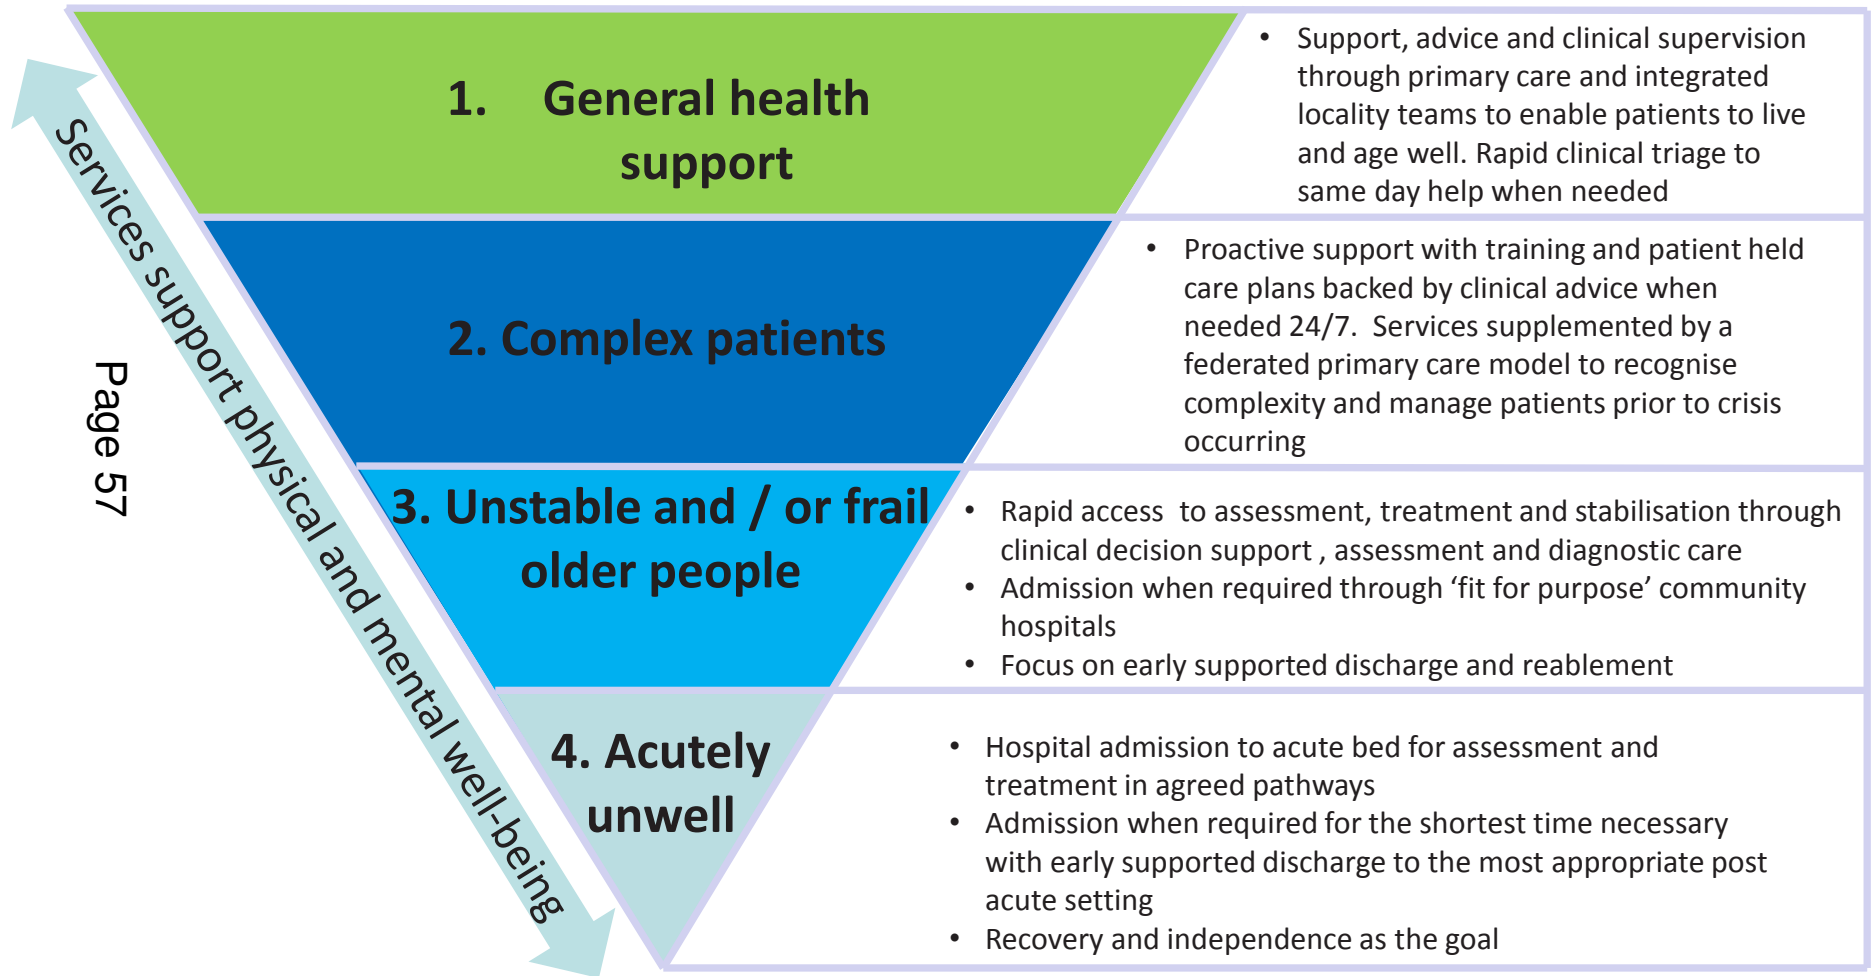 1. General health
support
• Support, advice and clinical supervision
through primary care and integrated
locality teams to enable patients to live
and age well. Rapid clinical triage to
same day help when needed
2. Complex patients
• Proactive support with training and patient held
care plans backed by clinical advice when
needed 24/7. Services supplemented by a
federated primary care model to recognise
complexity and manage patients prior to crisis
occurring
3. Unstable and / or frail
older people
• Rapid access to assessment, treatment and stabilisation through
clinical decision support , assessment and diagnostic care
• Admission when required through ‘fit for purpose’ community
hospitals
• Focus on early supported discharge and reablement
4. Acutely
unwell
• Hospital admission to acute bed for assessment and
treatment in agreed pathways
• Admission when required for the shortest time necessary
with early supported discharge to the most appropriate post
acute setting
• Recovery and independence as the goal
Services support physical and mental well-being
Page 57